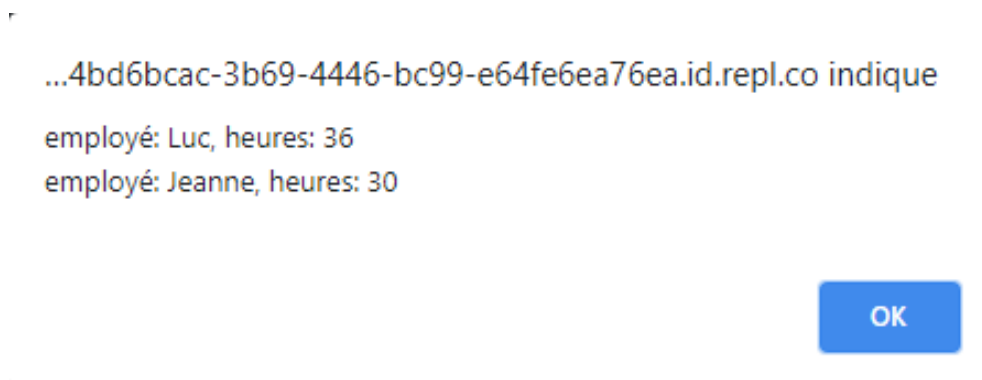 ...4bd6bcac-3b69-4446-bc99-e64fe6ea76ea.id.repl.co indique
employé: Luc, heures: 36
employé: Jeanne, heures: 30
OK